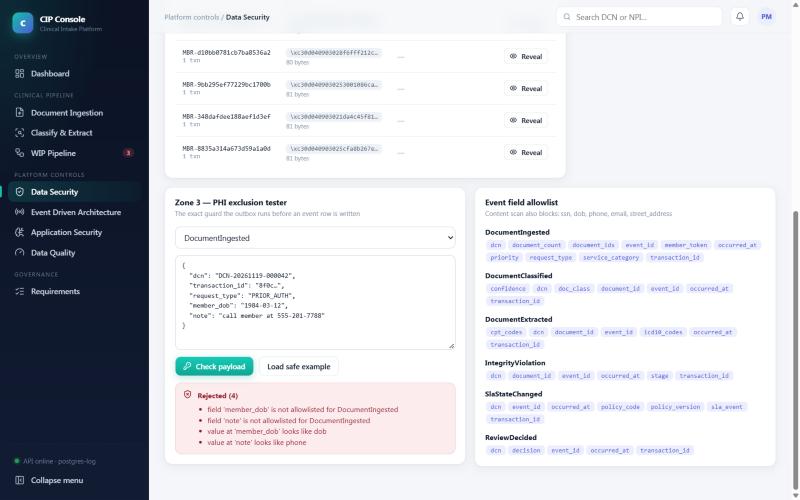 C
CIP Console
Clinical Intake Platform
OVERVIEW
Dashboard
CLINICAL PIPELINE
Document Ingestion
Classify & Extract
WIP Pipeline
3
PLATFORM CONTROLS
Data Security
Event Driven Architecture
Application Security
Data Quality
GOVERNANCE
Requirements
API online · postgres-log
Collapse menu
Platform controls / Data Security
Search DCN or NPI...
PM
MBR-d10bb0781cb7ba8536a2
1 txn
80 bytes
—
Reveal
MBR-9bb295ef77229bc1700b
1 txn
81 bytes
—
Reveal
MBR-348dafdee188aef1d3ef
1 txn
81 bytes
—
Reveal
MBR-8835a314a673d59a1a0d
1 txn
81 bytes
—
Reveal
Zone 3 — PHI exclusion tester
The exact guard the outbox runs before an event row is written
DocumentIngested
{
"dcn": "DCN-20261119-000042",
"transaction_id": "8f0c…",
"request_type": "PRIOR_AUTH",
"member_dob": "1984-03-12",
"note": "call member at 555-201-7788"
}
Check payload
Load safe example
Rejected (4)
field 'member_dob' is not allowlisted for DocumentIngested
field 'note' is not allowlisted for DocumentIngested
value at 'member_dob' looks like dob
value at 'note' looks like phone
Event field allowlist
Content scan also blocks: ssn, dob, phone, email, street_address
DocumentIngested
dcn document_count document_ids event_id member_token occurred_at
priority request_type service_category transaction_id
DocumentClassified
confidence dcn doc_class document_id event_id occurred_at
transaction_id
DocumentExtracted
cpt_codes dcn document_id event_id icd10_codes occurred_at
transaction_id
IntegrityViolation
dcn document_id event_id occurred_at stage transaction_id
SlaStateChanged
dcn event_id occurred_at policy_code policy_version sla_event
transaction_id
ReviewDecided
dcn decision event_id occurred_at transaction_id